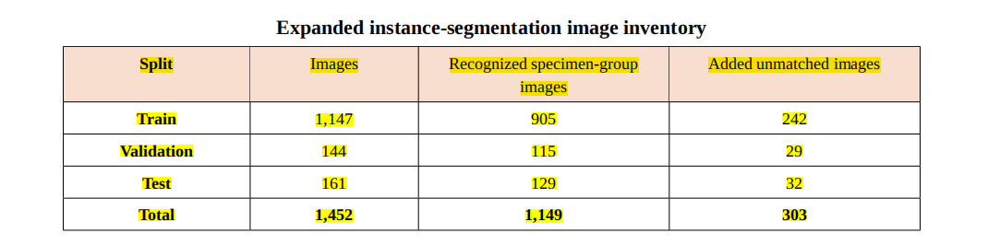 Expanded instance-segmentation image inventory
Split Images Recognized specimen-group images Added unmatched images
Train 1,147 905 242
Validation 144 115 29
Test 161 129 32
Total 1,452 1,149 303